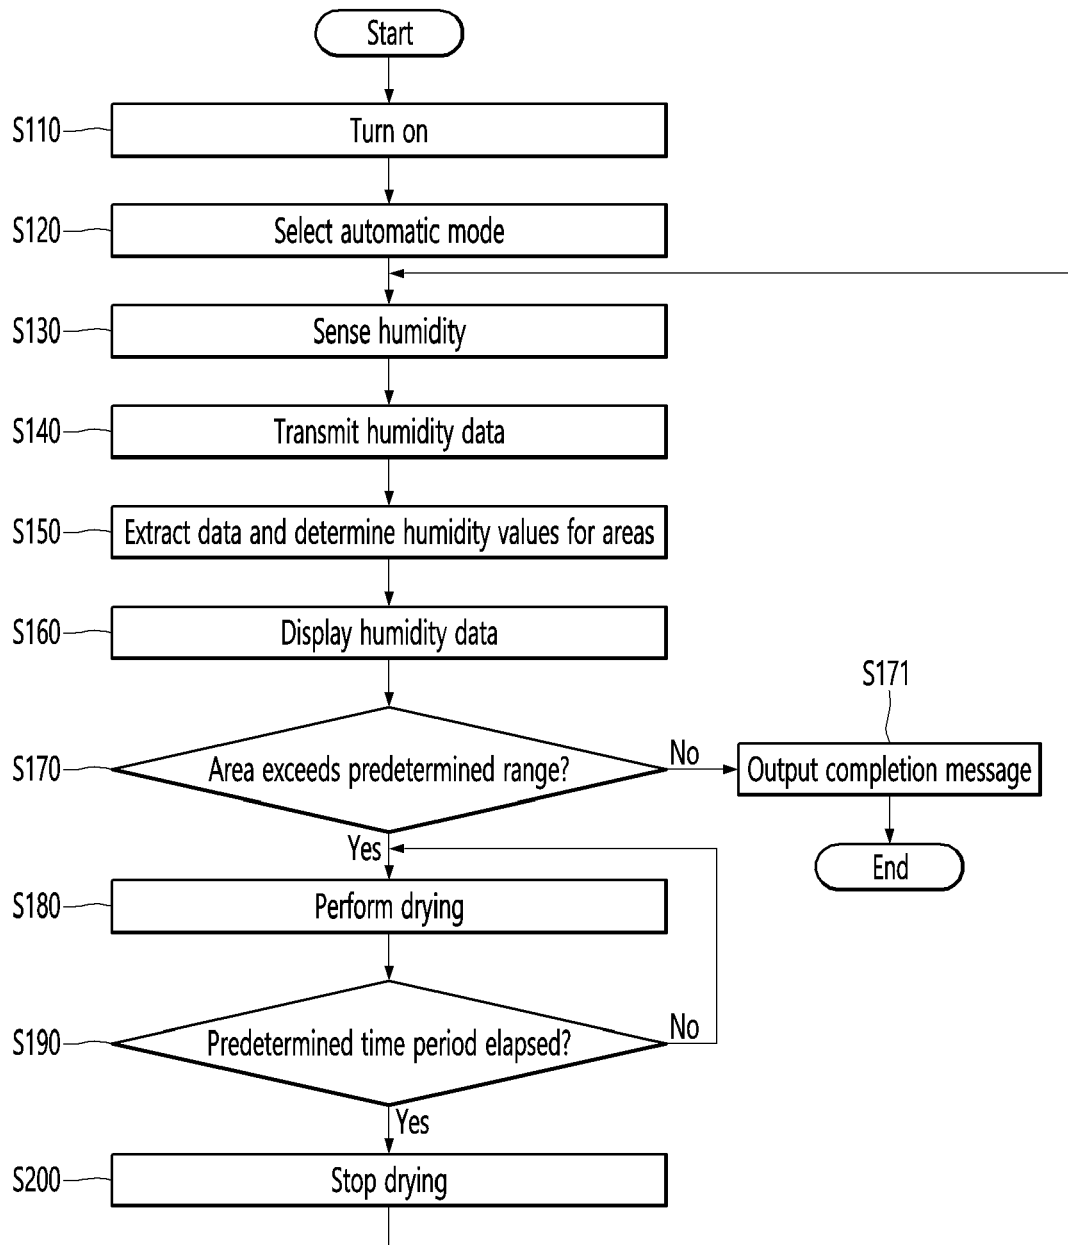 Start
S110
Turn on
S120
Select automatic mode
S130
Sense humidity
S140
Transmit humidity data
S150
Extract data and determine humidity values for areas
S160
Display humidity data
S171
S170
Area exceeds predetermined range?
No
Output completion message
Yes
End
S180
Perform drying
S190
Predetermined time period elapsed?
No
Yes
S200
Stop drying